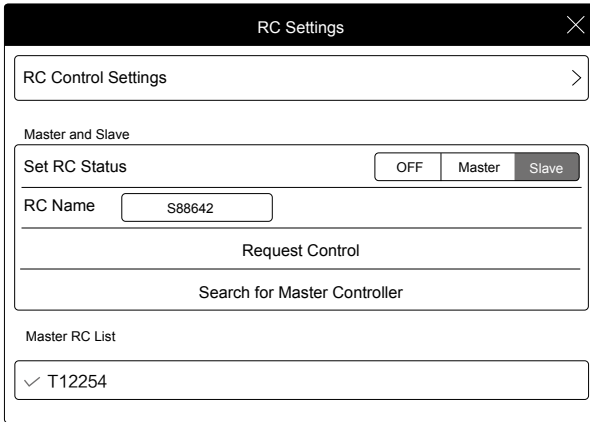 RC Settings
RC Control Settings
Master and Slave
Set RC Status OFF Master Slave
RC Name S88642
Request Control
Search for Master Controller
Master RC List
T12254